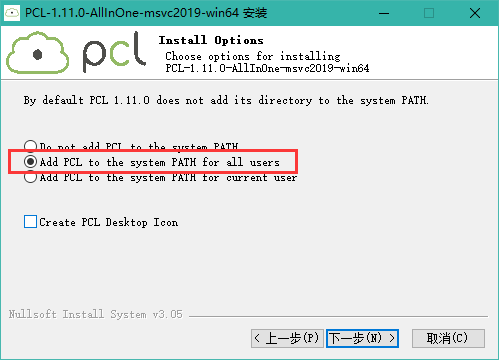 PCL-1.11.0-AllInOne-msvc2019-win64 安装
pcl
Install Options
Choose options for installing
PCL-1.11.0-AllInOne-msvc2019-win64
By default PCL 1.11.0 does not add its directory to the system PATH.
Do not add PCL to the system PATH
Add PCL to the system PATH for all users
Add PCL to the system PATH for current user
Create PCL Desktop Icon
Nullsoft Install System v3.05
< 上一步(P) 下一步(N) > 取消(C)